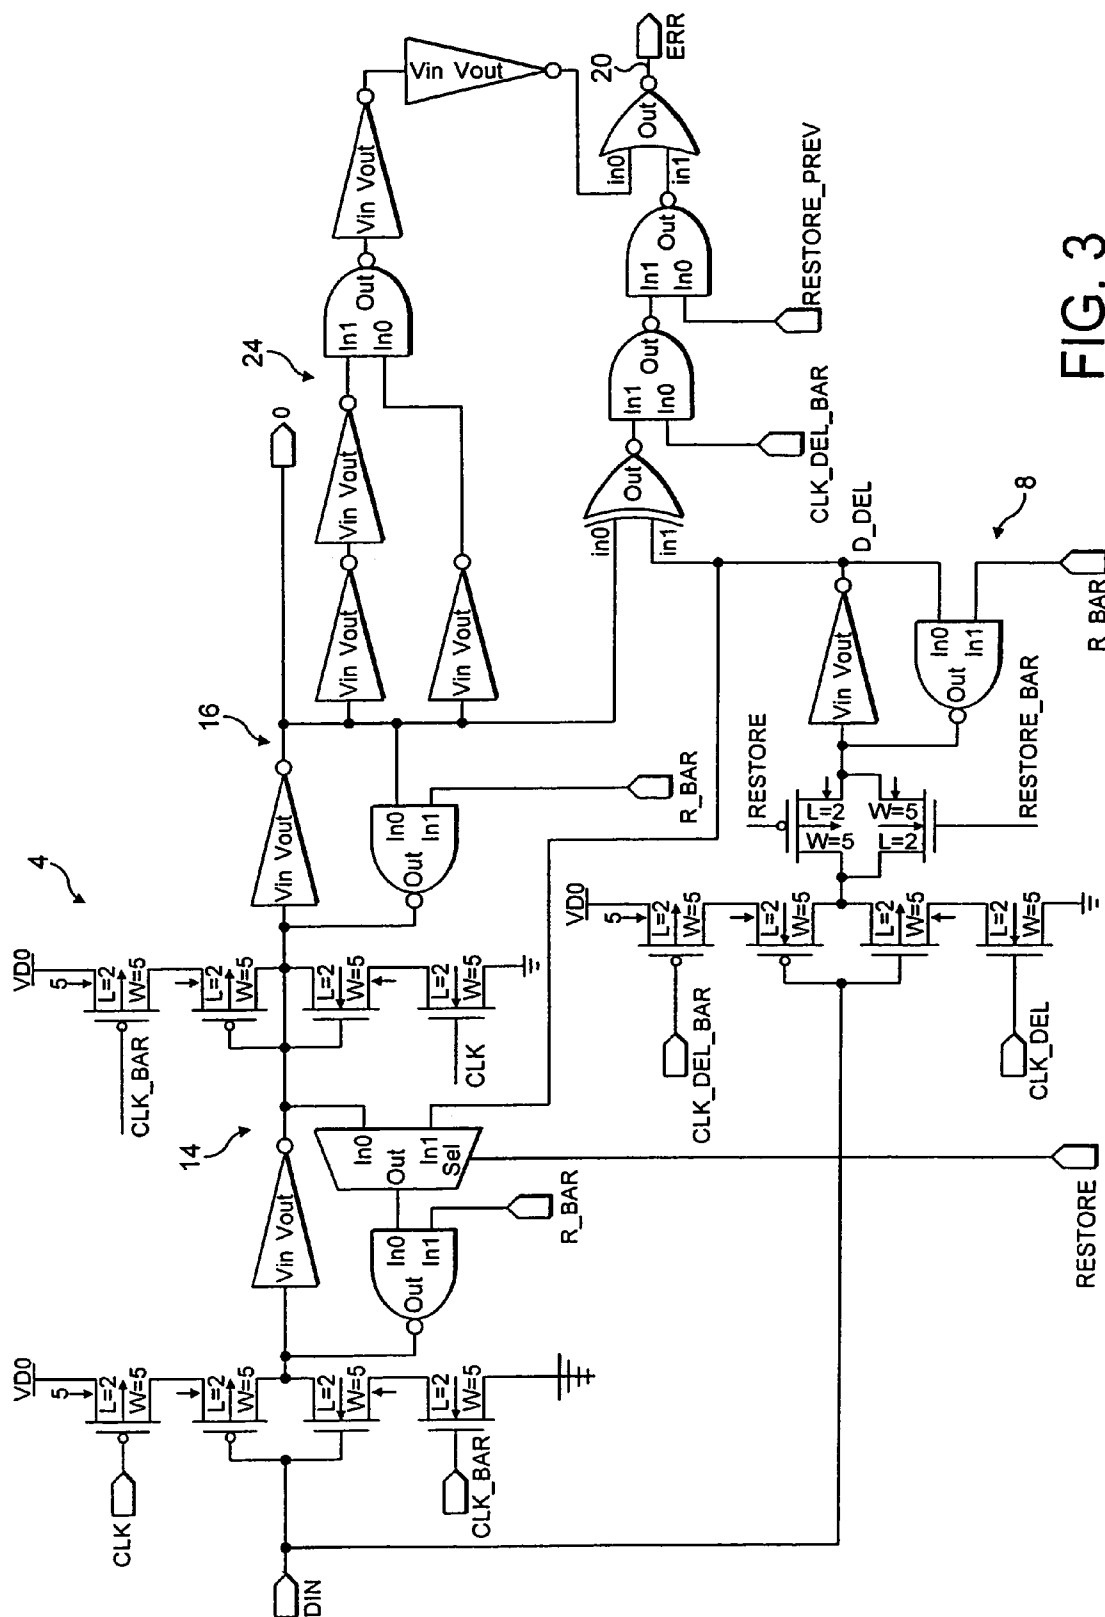 DIN
CLK
VD0
5
L=2
W=5
L=2
W=5
L=2
W=5
L=2
W=5
CLK_BAR
Vin Vout
In0
In1
Out
R_BAR
In0
In1
Out
Sel
RESTORE
14
CLK_BAR
VD0
5
L=2
W=5
L=2
W=5
L=2
W=5
L=2
W=5
CLK
4
Vin Vout
16
In0
In1
Out
R_BAR
0
Vin Vout
Vin Vout
Vin Vout
24
In1
In0
Out
Vin Vout
Vin Vout
in0
in1
Out
CLK_DEL_BAR
In1
In0
Out
RESTORE_PREV
In1
In0
Out
in0
in1
Out
20
ERR
CLK_DEL_BAR
VD0
5
L=2
W=5
L=2
W=5
L=2
W=5
L=2
W=5
CLK_DEL
RESTORE
L=2
W=5
W=5
L=2
RESTORE_BAR
Vin Vout
D_DEL
In0
In1
Out
R_BAR
8
FIG. 3